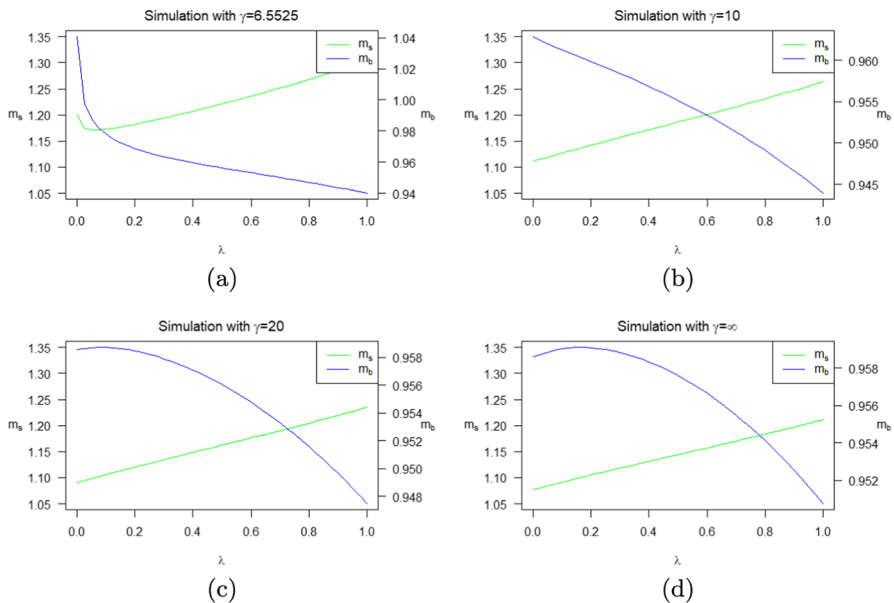 Simulation with γ=6.5525
1.35
1.30
1.25
1.20
1.15
1.10
1.05
mₛ
1.04
1.02
1.00
0.98
0.96
0.94
m_b
mₛ
m_b
0.0 0.2 0.4 0.6 0.8 1.0
λ
(a)
Simulation with γ=10
1.35
1.30
1.25
1.20
1.15
1.10
1.05
mₛ
0.960
0.955
0.950
0.945
m_b
mₛ
m_b
0.0 0.2 0.4 0.6 0.8 1.0
λ
(b)
Simulation with γ=20
1.35
1.30
1.25
1.20
1.15
1.10
1.05
mₛ
0.958
0.956
0.954
0.952
0.950
0.948
m_b
mₛ
m_b
0.0 0.2 0.4 0.6 0.8 1.0
λ
(c)
Simulation with γ=∞
1.35
1.30
1.25
1.20
1.15
1.10
1.05
mₛ
0.958
0.956
0.954
0.952
m_b
mₛ
m_b
0.0 0.2 0.4 0.6 0.8 1.0
λ
(d)